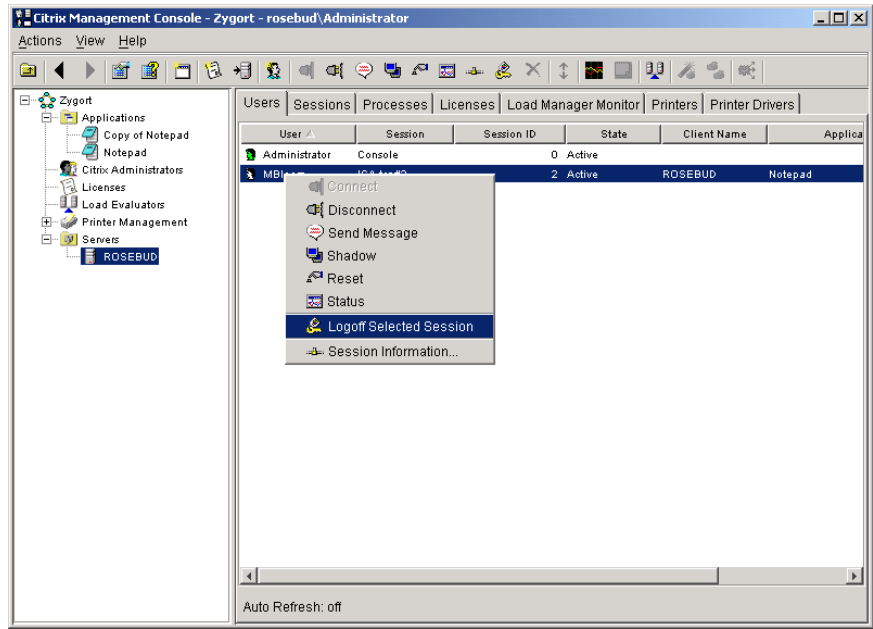 Citrix Management Console - Zygort - rosebud\Administrator
Actions View Help
Zygort
Applications
Copy of Notepad
Notepad
Citrix Administrators
Licenses
Load Evaluators
Printer Management
Servers
ROSEBUD
Users Sessions Processes Licenses Load Manager Monitor Printers Printer Drivers
User Session Session ID State Client Name Applica
Administrator Console 0 Active
2 Active ROSEBUD Notepad
Connect
Disconnect
Send Message
Shadow
Reset
Status
Logoff Selected Session
Session Information...
Auto Refresh: off